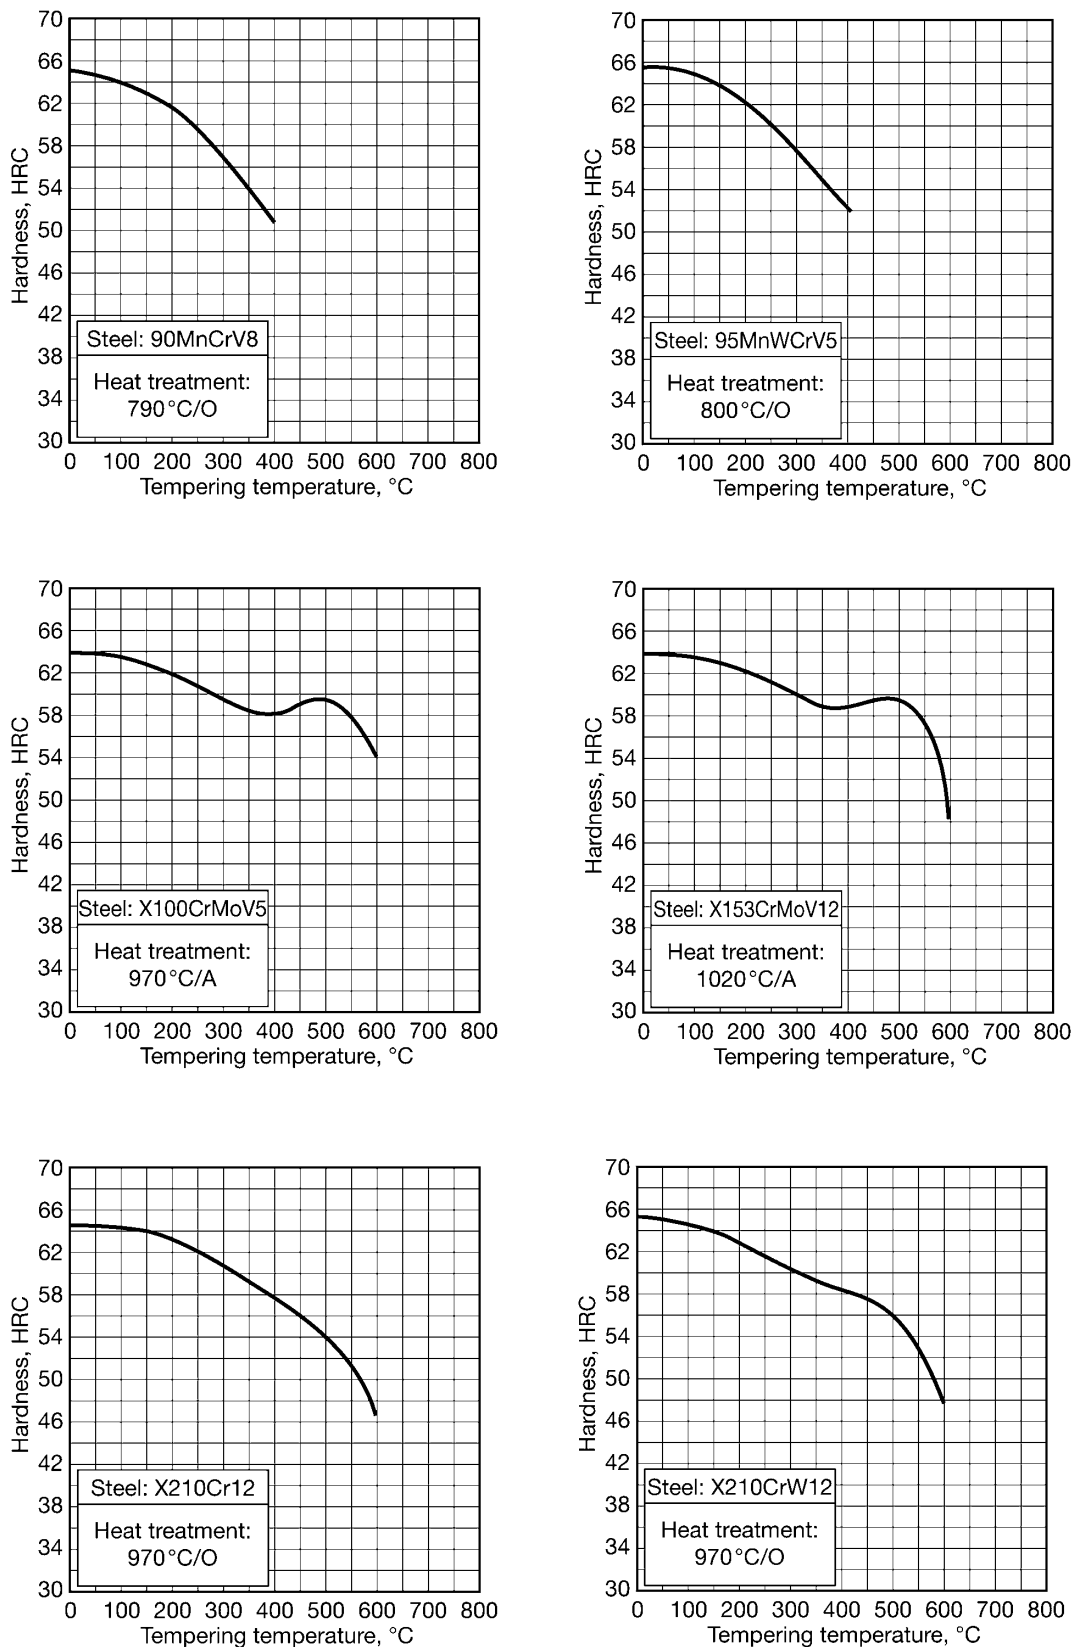 70
66
62
58
54
50
46
42
38
34
30
Hardness, HRC
Steel: 90MnCrV8
Heat treatment:
790°C/O
0 100 200 300 400 500 600 700 800
Tempering temperature, °C
70
66
62
58
54
50
46
42
38
34
30
Hardness, HRC
Steel: 95MnWCrV5
Heat treatment:
800°C/O
0 100 200 300 400 500 600 700 800
Tempering temperature, °C
70
66
62
58
54
50
46
42
38
34
30
Hardness, HRC
Steel: X100CrMoV5
Heat treatment:
970°C/A
0 100 200 300 400 500 600 700 800
Tempering temperature, °C
70
66
62
58
54
50
46
42
38
34
30
Hardness, HRC
Steel: X153CrMoV12
Heat treatment:
1020°C/A
0 100 200 300 400 500 600 700 800
Tempering temperature, °C
70
66
62
58
54
50
46
42
38
34
30
Hardness, HRC
Steel: X210Cr12
Heat treatment:
970°C/O
0 100 200 300 400 500 600 700 800
Tempering temperature, °C
70
66
62
58
54
50
46
42
38
34
30
Hardness, HRC
Steel: X210CrW12
Heat treatment:
970°C/O
0 100 200 300 400 500 600 700 800
Tempering temperature, °C